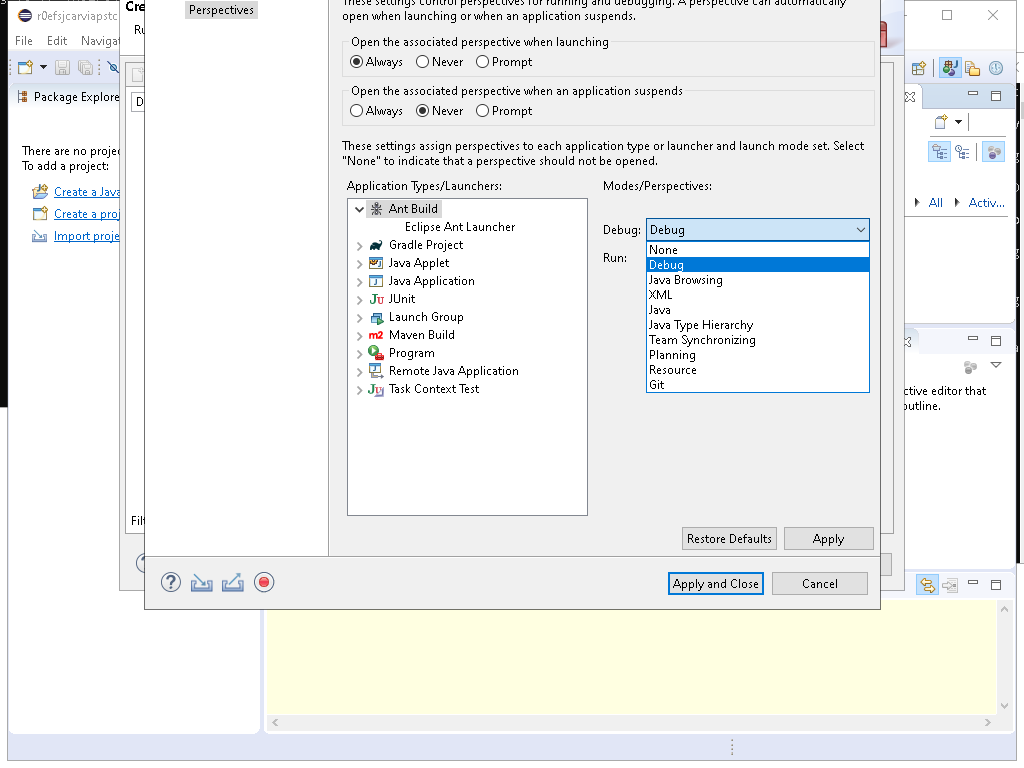 Perspectives
These settings control perspectives for running and debugging. A perspective can automatically
open when launching or when an application suspends.
r0efsjcarviapstc
Cre
File Edit Navigat
Ru
Open the associated perspective when launching
Always Never Prompt
Package Explore
D
Open the associated perspective when an application suspends
Always Never Prompt
There are no projec
To add a project:
Create a Java
Create a proj
Import proje
These settings assign perspectives to each application type or launcher and launch mode set. Select
"None" to indicate that a perspective should not be opened.
Application Types/Launchers:
Modes/Perspectives:
Ant Build
Eclipse Ant Launcher
Gradle Project
Java Applet
Java Application
JUnit
Launch Group
Maven Build
Program
Remote Java Application
Task Context Test
Debug: Debug
Run:
None
Debug
Java Browsing
XML
Java
Java Type Hierarchy
Team Synchronizing
Planning
Resource
Git
All Activ...
ctive editor that
outline.
Filt
Restore Defaults Apply
Apply and Close Cancel